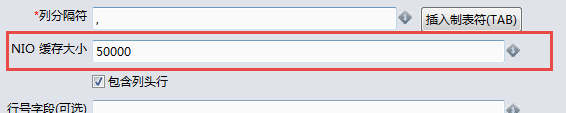 *列分隔符 , 插入制表符(TAB)
NIO 缓存大小 50000
包含列头行
行号字段(可选)